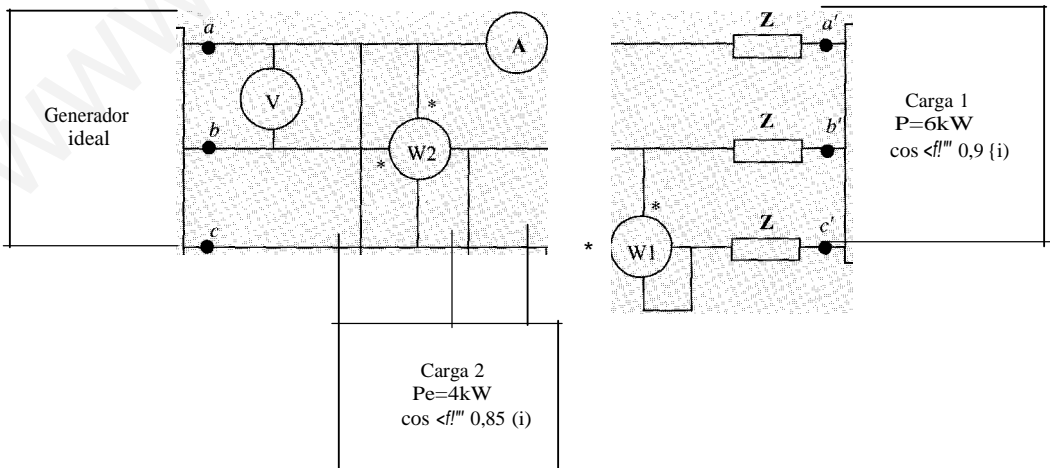 a
A
Z
a'
V
*
Generador
ideal
Carga 1
P=6kW
cos <f!''' 0,9 {i)
b
*
W2
Z
b'
*
c
*
W1
Z
c'
Carga 2
Pe=4kW
cos <f!''' 0,85 (i)